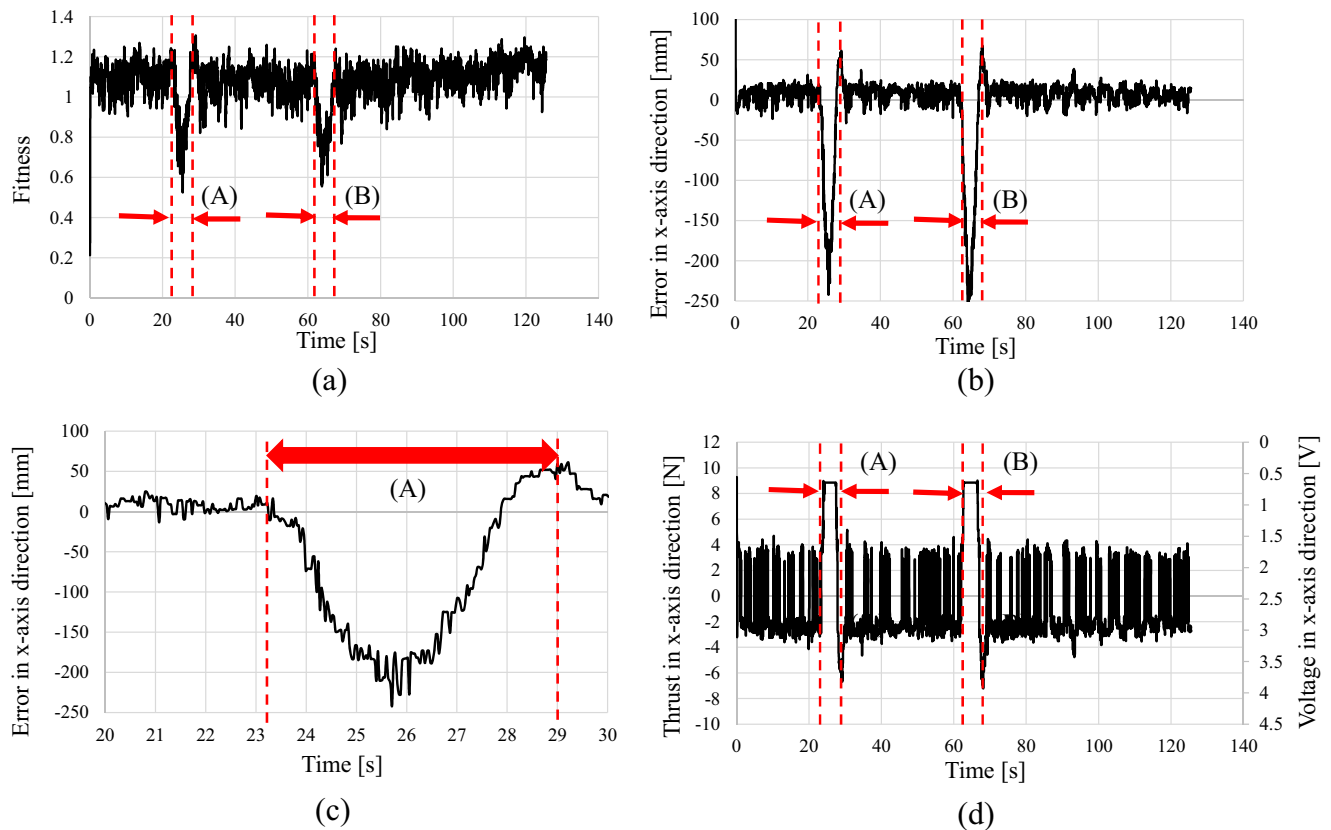 1.4
1.2
1
0.8
0.6
0.4
0.2
0
Fitness
(A)
(B)
0 20 40 60 80 100 120 140
Time [s]
(a)
100
50
0
-50
-100
-150
-200
-250
Error in x-axis direction [mm]
(A)
(B)
0 20 40 60 80 100 120 140
Time [s]
(b)
100
50
0
-50
-100
-150
-200
-250
Error in x-axis direction [mm]
(A)
20 21 22 23 24 25 26 27 28 29 30
Time [s]
(c)
12
10
8
6
4
2
0
-2
-4
-6
-8
-10
Thrust in x-axis direction [N]
(A)
(B)
0
0.5
1
1.5
2
2.5
3
3.5
4
4.5
Voltage in x-axis direction [V]
0 20 40 60 80 100 120 140
Time [s]
(d)